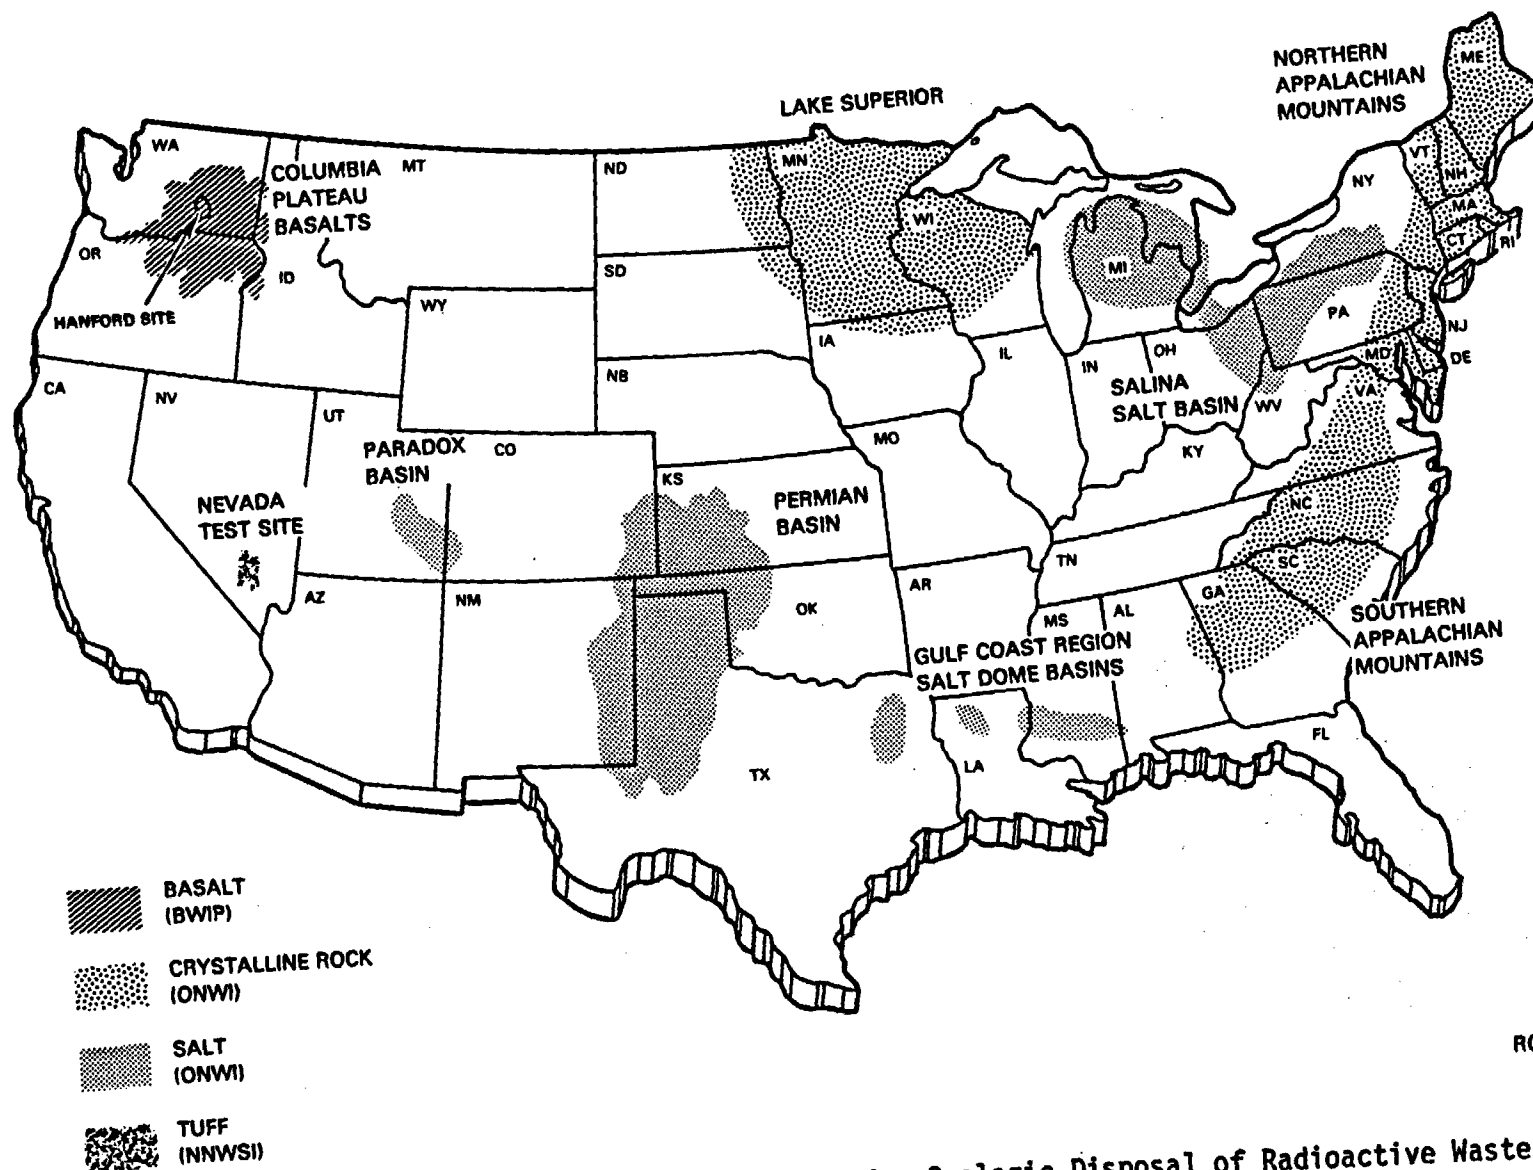 NORTHERN
APPALACHIAN
MOUNTAINS
ME
LAKE SUPERIOR
WA
COLUMBIA
PLATEAU
BASALTS
MT
ND
MN
WI
MI
NY
VT
NH
MA
CT
RI
OR
ID
SD
WY
HANFORD SITE
PA
NJ
DE
MD
IA
IL
IN
OH
SALINA
SALT BASIN
WV
VA
CA
NV
UT
NB
PARADOX
BASIN
CO
MO
KY
KS
PERMIAN
BASIN
NEVADA
TEST SITE
NC
SC
TN
AZ
NM
OK
AR
MS
AL
GA
GULF COAST REGION
SALT DOME BASINS
SOUTHERN
APPALACHIAN
MOUNTAINS
TX
LA
FL
BASALT
(BWIP)
CRYSTALLINE ROCK
(ONWI)
SALT
(ONWI)
TUFF
(NNWSI)
Disposal of Radioactive Waste